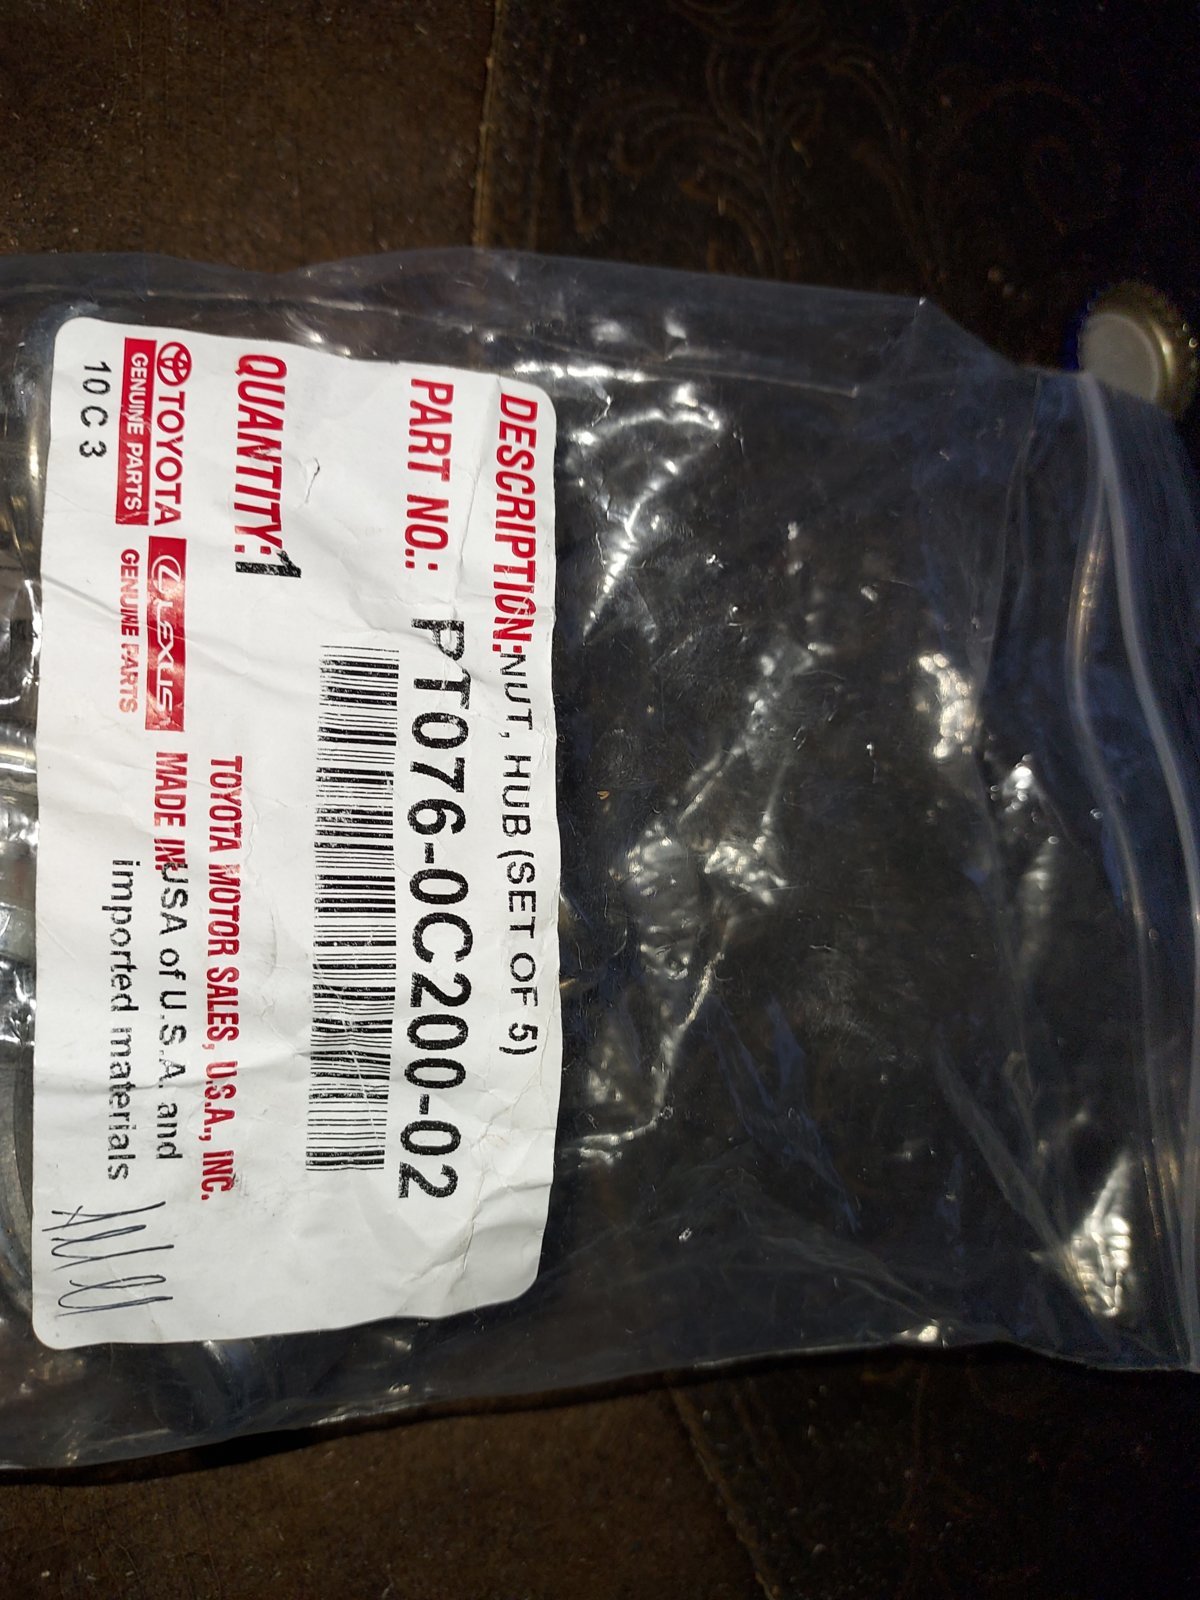 DESCRIPTION: NUT, HUB (SET OF 5)
PART NO.: PT076-0C200-02
QUANTITY: 1
TOYOTA MOTOR SALES, U.S.A., INC.
TOYOTA LEXUS MADE IN: USA of U.S.A. and
GENUINE PARTS GENUINE PARTS imported materials
10 C 3